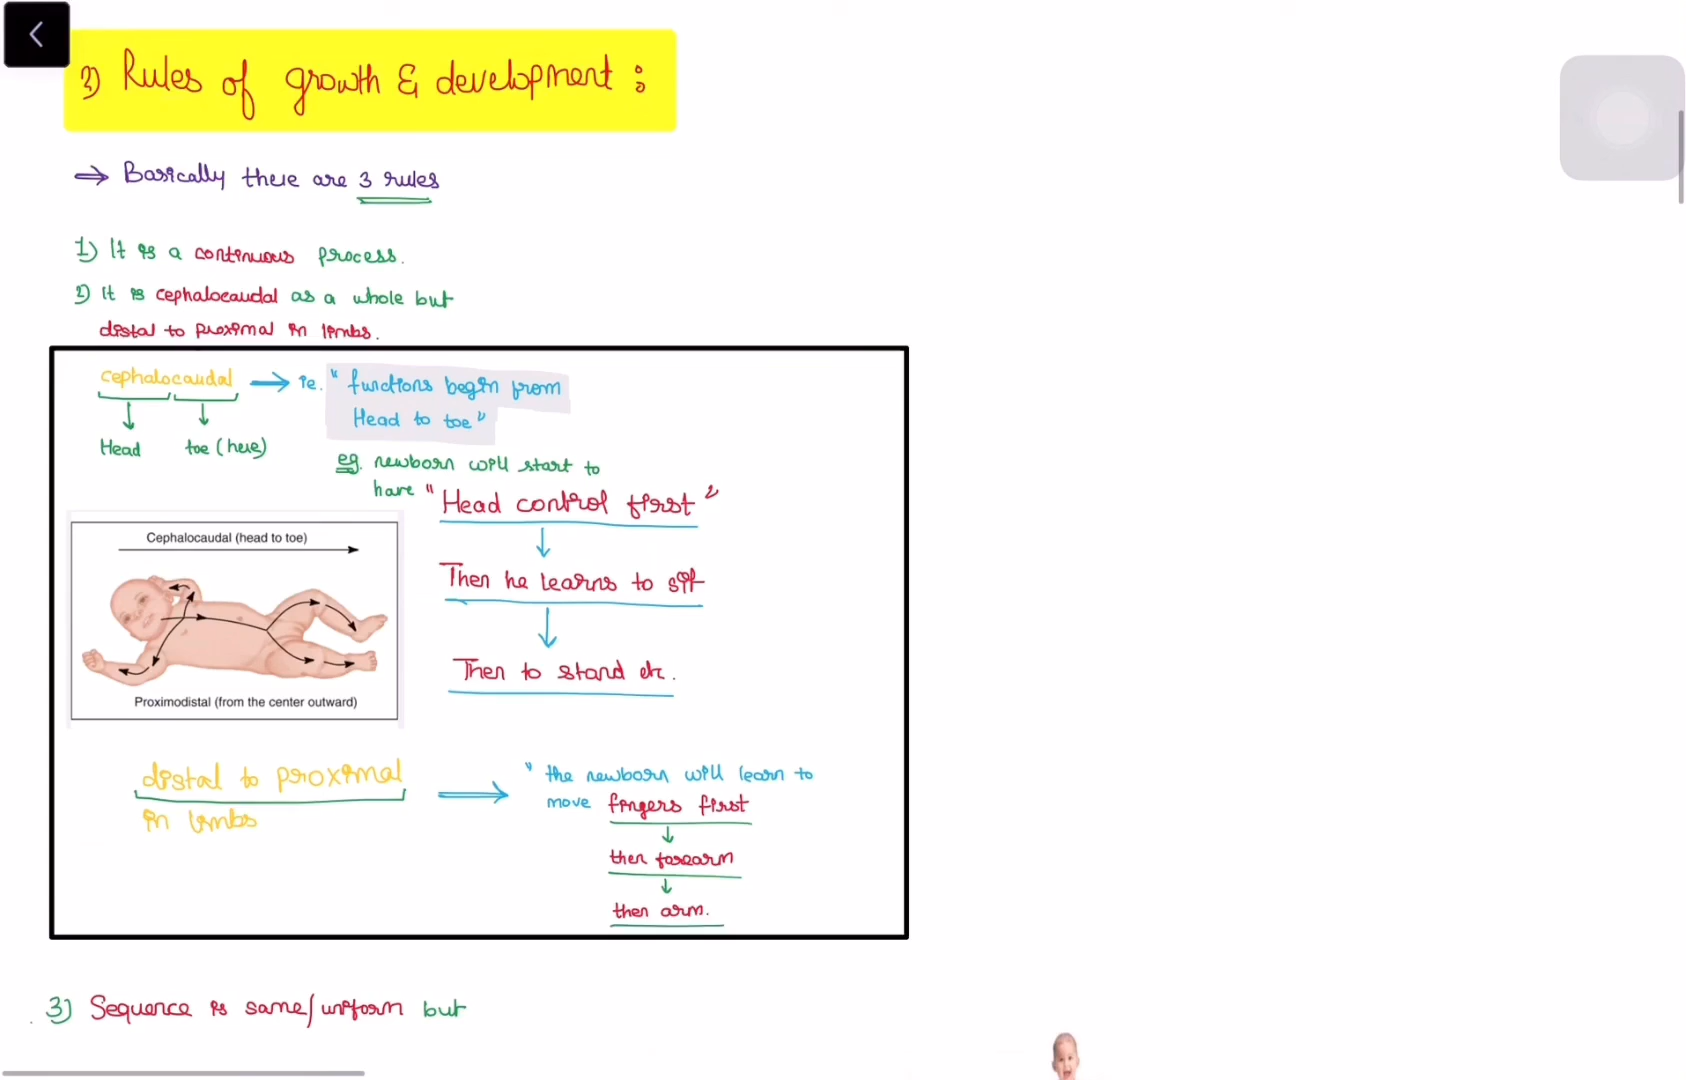 3) Rules of growth & development :
⇒ Basically there are 3 rules
1) It is a continuous process.
2) It is cephalocaudal as a whole but
distal to proximal in limbs.
cephalocaudal → ie. "functions begin from
Head to toe"
Head toe (here)
eg. newborn will start to
have "Head control first"
↓
Then he learns to sit
↓
Then to stand etc.
Cephalocaudal (head to toe)
Proximodistal (from the center outward)
distal to proximal ⇒ "the newborn will learn to
in limbs
move fingers first
↓
then forearm
↓
then arm.
3) Sequence is same/uniform but